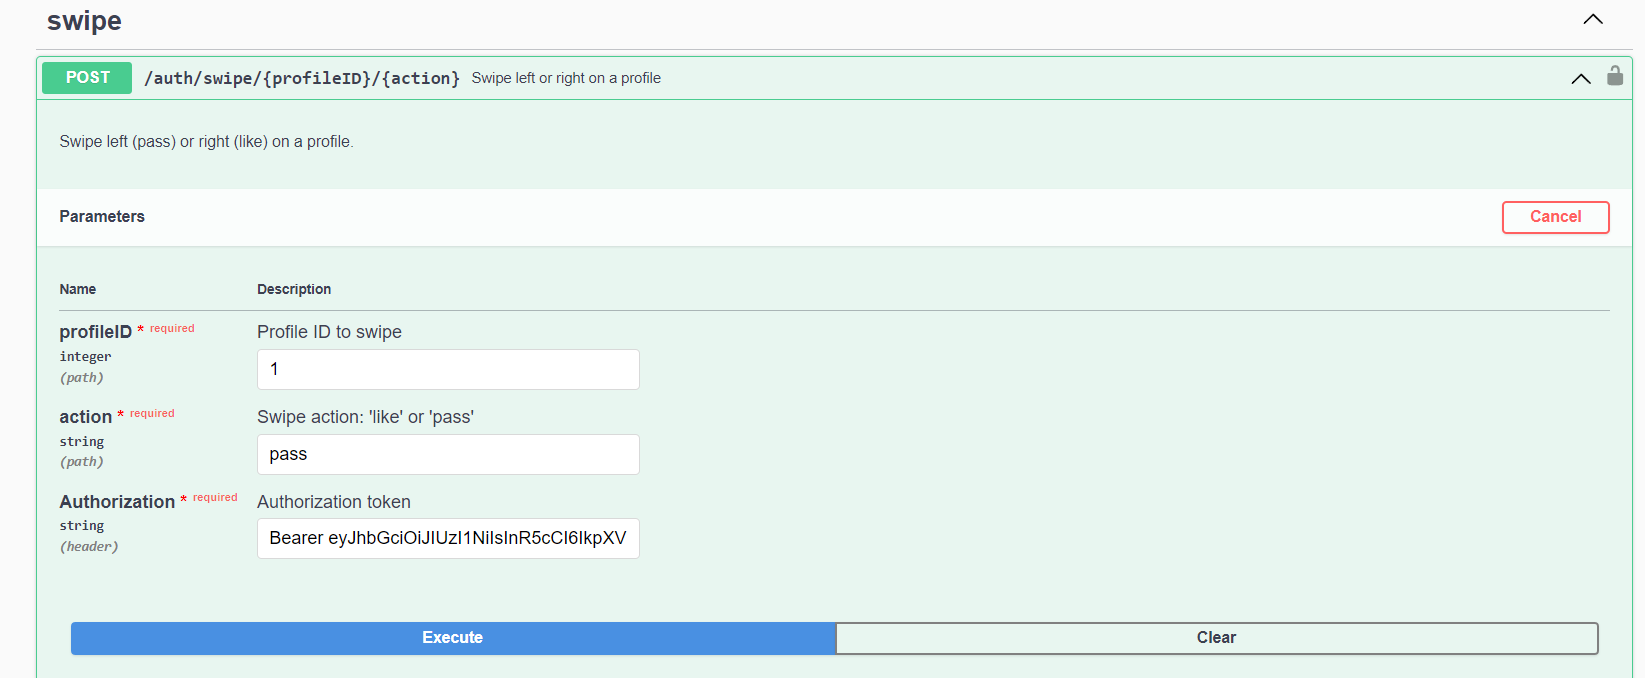 swipe
POST /auth/swipe/{profileID}/{action} Swipe left or right on a profile
Swipe left (pass) or right (like) on a profile.
Parameters Cancel
Name Description
profileID * required Profile ID to swipe
integer
(path)
1
action * required Swipe action: 'like' or 'pass'
string
(path)
pass
Authorization * required Authorization token
string
(header)
Bearer eyJhbGciOiJIUzI1NiIsInR5cCI6IkpXV
Execute Clear